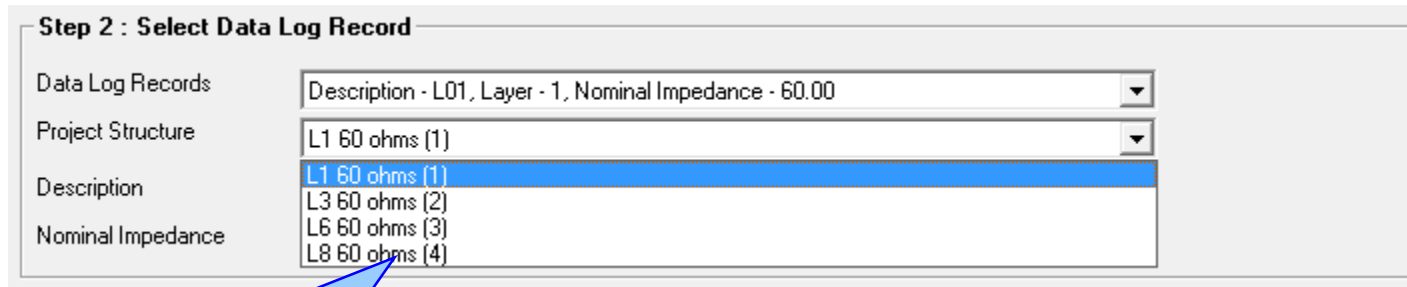 Step 2 : Select Data Log Record
Data Log Records
Description - L01, Layer - 1, Nominal Impedance - 60.00
Project Structure
L1 60 ohms (1)
L1 60 ohms (1)
Description
L3 60 ohms (2)
L6 60 ohms (3)
Nominal Impedance
L8 60 ohms (4)